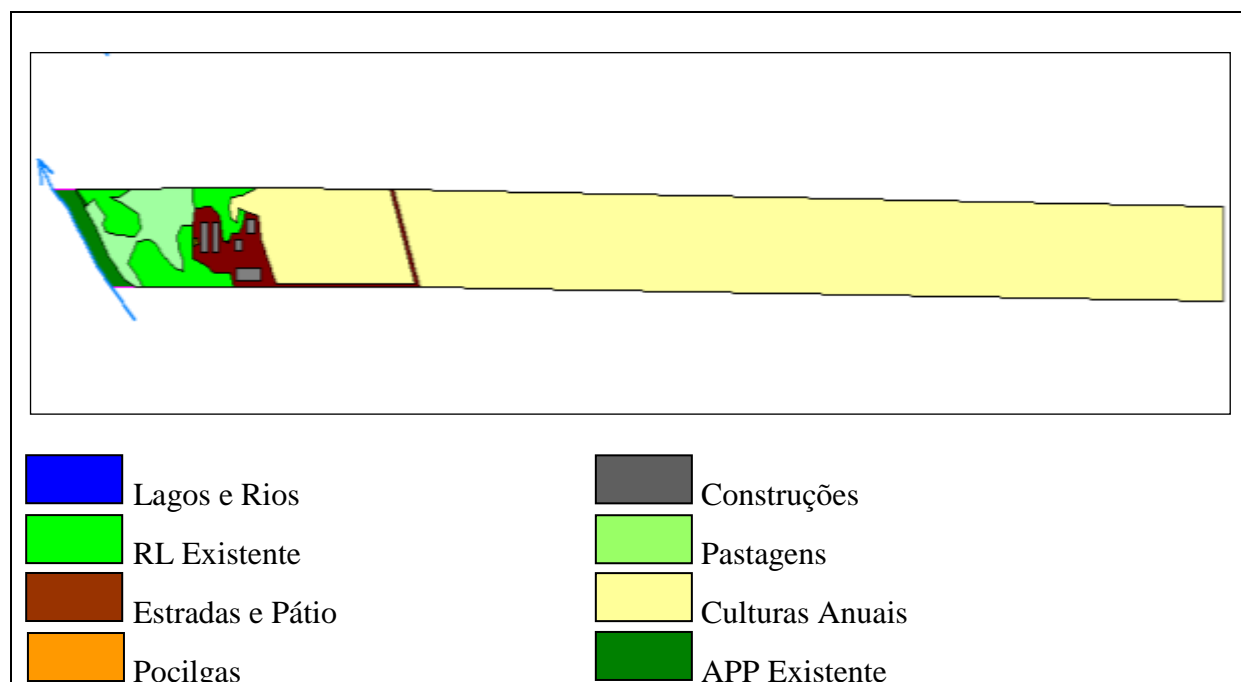 Lagos e Rios
Construções
RL Existente
Pastagens
Estradas e Pátio
Culturas Anuais
Pocilgas
APP Existente